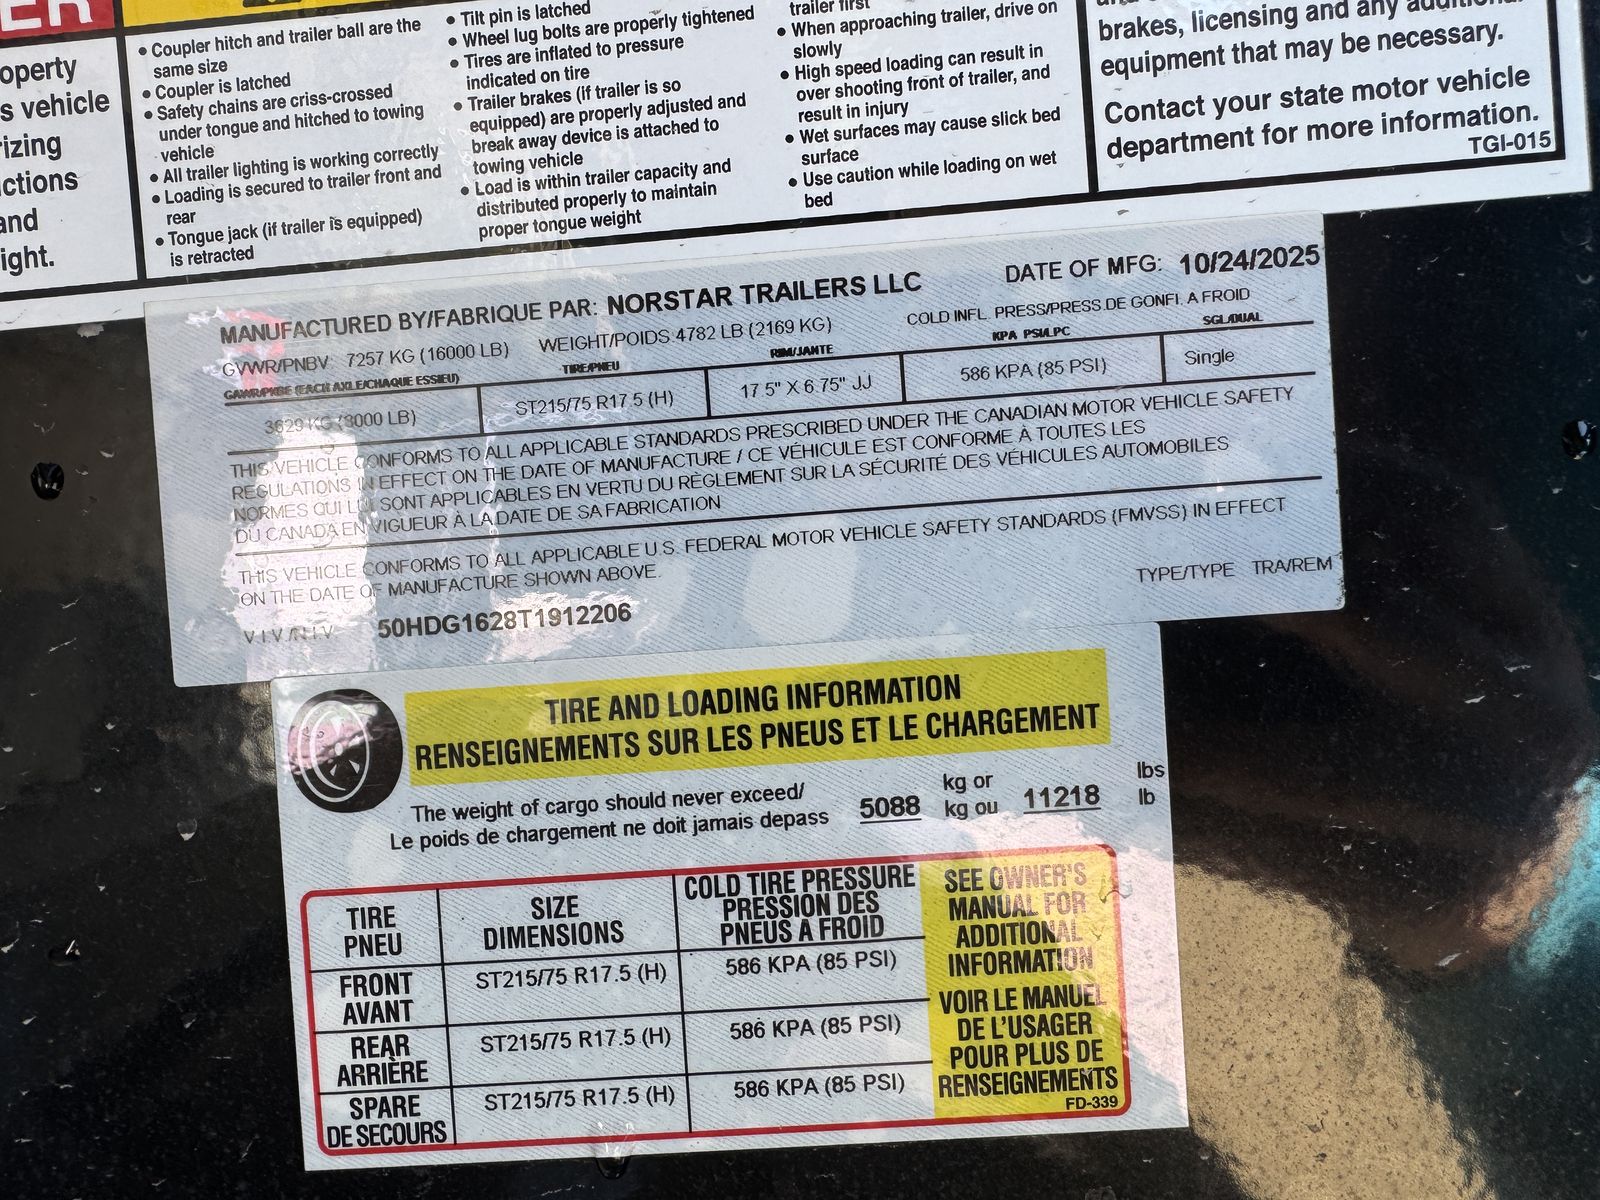 ER
operty
s vehicle
izing
ctions
and
ight.
• Coupler hitch and trailer ball are the
same size
• Coupler is latched
• Safety chains are criss-crossed
under tongue and hitched to towing
vehicle
• All trailer lighting is working correctly
• Loading is secured to trailer front and
rear
• Tongue jack (if trailer is equipped)
is retracted
• Tilt pin is latched
• Wheel lug bolts are properly tightened
• Tires are inflated to pressure
indicated on tire
• Trailer brakes (if trailer is so
equipped) are properly adjusted and
break away device is attached to
towing vehicle
• Load is within trailer capacity and
distributed properly to maintain
proper tongue weight
trailer first
• When approaching trailer, drive on
slowly
• High speed loading can result in
over shooting front of trailer, and
result in injury
• Wet surfaces may cause slick bed
surface
• Use caution while loading on wet
bed
brakes, licensing and any additional
equipment that may be necessary.
Contact your state motor vehicle
department for more information.
TGI-015
MANUFACTURED BY/FABRIQUE PAR: NORSTAR TRAILERS LLC DATE OF MFG: 10/24/2025
GVWR/PNBV: 7257 KG (16000 LB) WEIGHT/POIDS:4782 LB (2169 KG) COLD INFL. PRESS/PRESS.DE GONFL. A FROID
GAWR/PNBE (EACH AXLE/CHAQUE ESSIEU) TIRE/PNEU RIM/JANTE KPA PSI/LPC SGL/DUAL
3629 KG (8000 LB) ST215/75 R17.5 (H) 17.5" X 6.75" JJ 586 KPA (85 PSI) Single
THIS VEHICLE CONFORMS TO ALL APPLICABLE STANDARDS PRESCRIBED UNDER THE CANADIAN MOTOR VEHICLE SAFETY
REGULATIONS IN EFFECT ON THE DATE OF MANUFACTURE / CE VÉHICULE EST CONFORME À TOUTES LES
NORMES QUI LUI SONT APPLICABLES EN VERTU DU RÈGLEMENT SUR LA SÉCURITÉ DES VÉHICULES AUTOMOBILES
DU CANADA EN VIGUEUR À LA DATE DE SA FABRICATION
THIS VEHICLE CONFORMS TO ALL APPLICABLE U.S. FEDERAL MOTOR VEHICLE SAFETY STANDARDS (FMVSS) IN EFFECT
ON THE DATE OF MANUFACTURE SHOWN ABOVE.
TYPE/TYPE TRA/REM
V.I.V./N.I.V. 50HDG1628T1912206
TIRE AND LOADING INFORMATION
RENSEIGNEMENTS SUR LES PNEUS ET LE CHARGEMENT
The weight of cargo should never exceed/
Le poids de chargement ne doit jamais depass
5088 kg or
kg ou 11218 lbs
lb
TIRE
PNEU
SIZE
DIMENSIONS
COLD TIRE PRESSURE
PRESSION DES
PNEUS A FROID
FRONT
AVANT
ST215/75 R17.5 (H) 586 KPA (85 PSI)
REAR
ARRIÈRE
ST215/75 R17.5 (H) 586 KPA (85 PSI)
SPARE
DE SECOURS
ST215/75 R17.5 (H) 586 KPA (85 PSI)
SEE OWNER'S
MANUAL FOR
ADDITIONAL
INFORMATION
VOIR LE MANUEL
DE L'USAGER
POUR PLUS DE
RENSEIGNEMENTS
FD-339